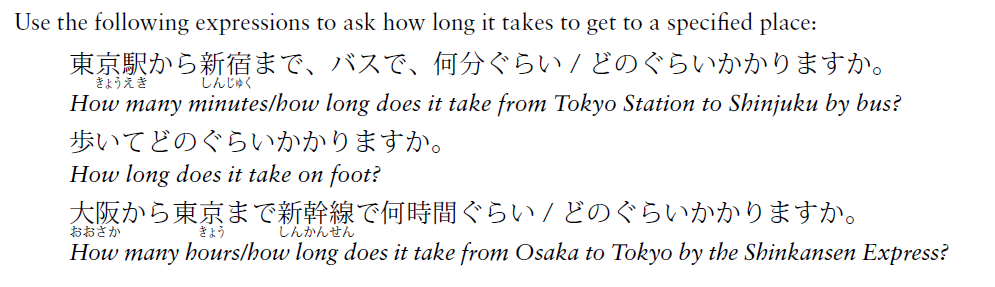 Use the following expressions to ask how long it takes to get to a specified place:
東京駅から新宿まで、バスで、何分ぐらい / どのぐらいかかりますか。
きょうえき しんじゅく
How many minutes/how long does it take from Tokyo Station to Shinjuku by bus?
歩いてどのぐらいかかりますか。
How long does it take on foot?
大阪から東京まで新幹線で何時間ぐらい / どのぐらいかかりますか。
おおさか きょう しんかんせん
How many hours/how long does it take from Osaka to Tokyo by the Shinkansen Express?